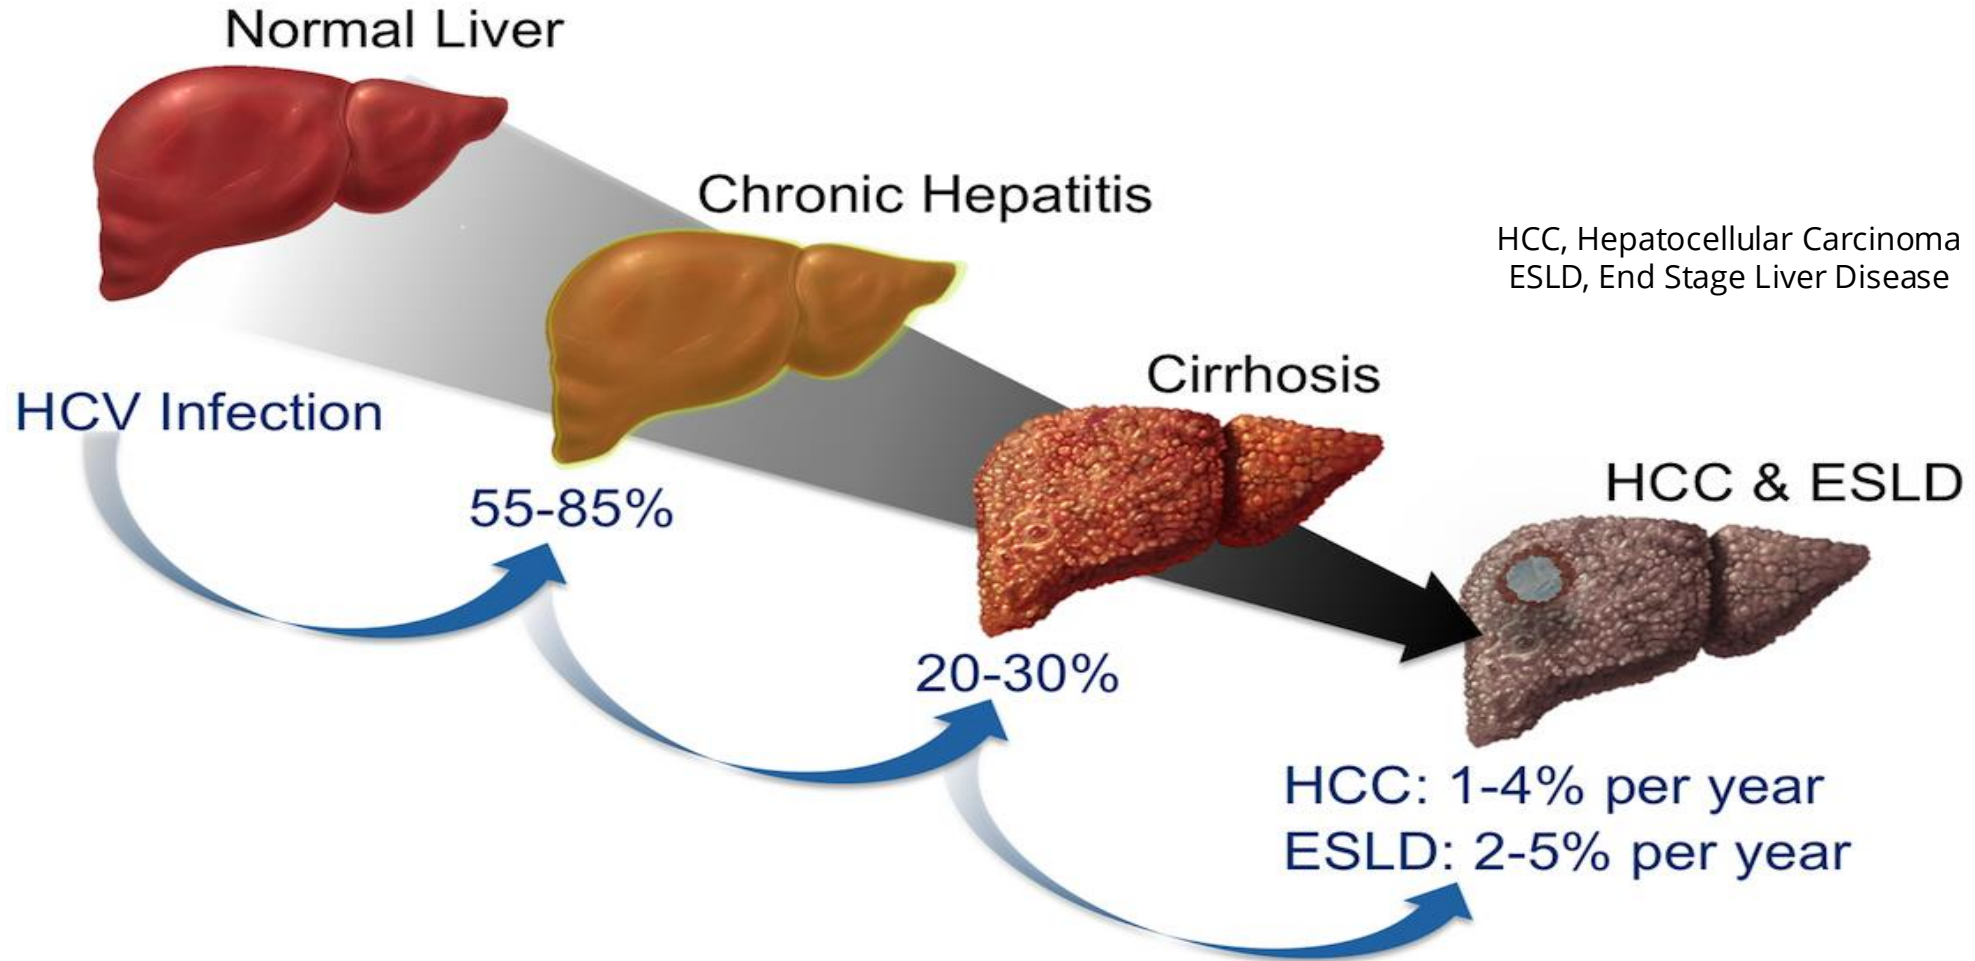 Normal Liver
Chronic Hepatitis
HCC, Hepatocellular Carcinoma
ESLD, End Stage Liver Disease
Cirrhosis
HCV Infection
HCC & ESLD
55-85%
20-30%
HCC: 1-4% per year
ESLD: 2-5% per year